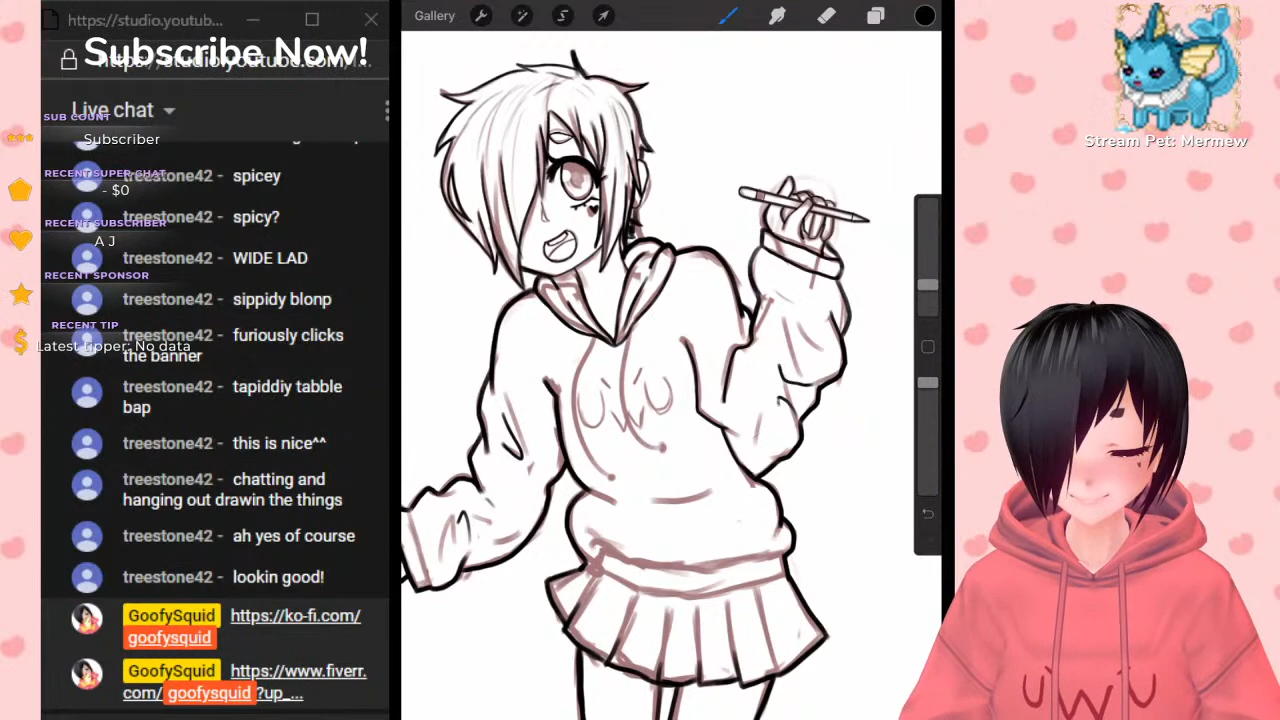 https://studio.youtub...
Subscribe Now!
Live chat
SUB COUNT
Subscriber
RECENT SUPER CHAT
- $0
RECENT SUBSCRIBER
A J
RECENT SPONSOR
RECENT TIP
Latest tipper: No data
treestone42 - spicey
treestone42 - spicy?
treestone42 - WIDE LAD
treestone42 - sippidy blonp
treestone42 - furiously clicks
the banner
treestone42 - tapiddiy tabble
bap
treestone42 - this is nice^^
treestone42 - chatting and
hanging out drawin the things
treestone42 - ah yes of course
treestone42 - lookin good!
GoofySquid https://ko-fi.com/
goofysquid
GoofySquid https://www.fiverr.
com/goofysquid?up_...
Gallery
UwU
Stream Pet: Mermew
UWU